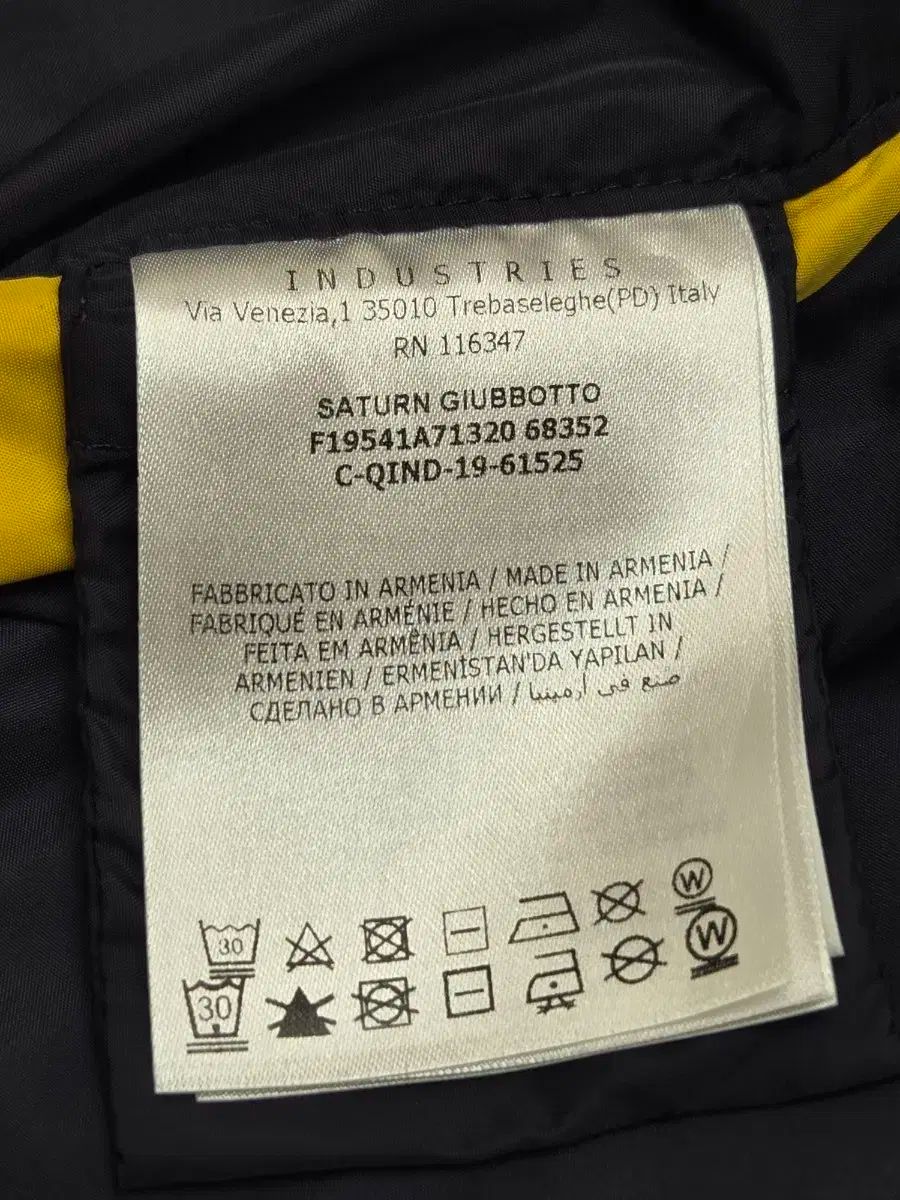 INDUSTRIES
Via Venezia,1 35010 Trebaseleghe(PD) Italy
RN 116347
SATURN GIUBBOTTO
F19541A71320 68352
C-QIND-19-61525
FABBRICATO IN ARMENIA / MADE IN ARMENIA /
FABRIQUÉ EN ARMÉNIE / HECHO EN ARMENIA /
FEITA EM ARMÊNIA / HERGESTELLT IN
ARMENIEN / ERMENİSTAN'DA YAPILAN /
СДЕЛАНО В АРМЕНИИ / صنع في أرمينيا
30 W
30 W